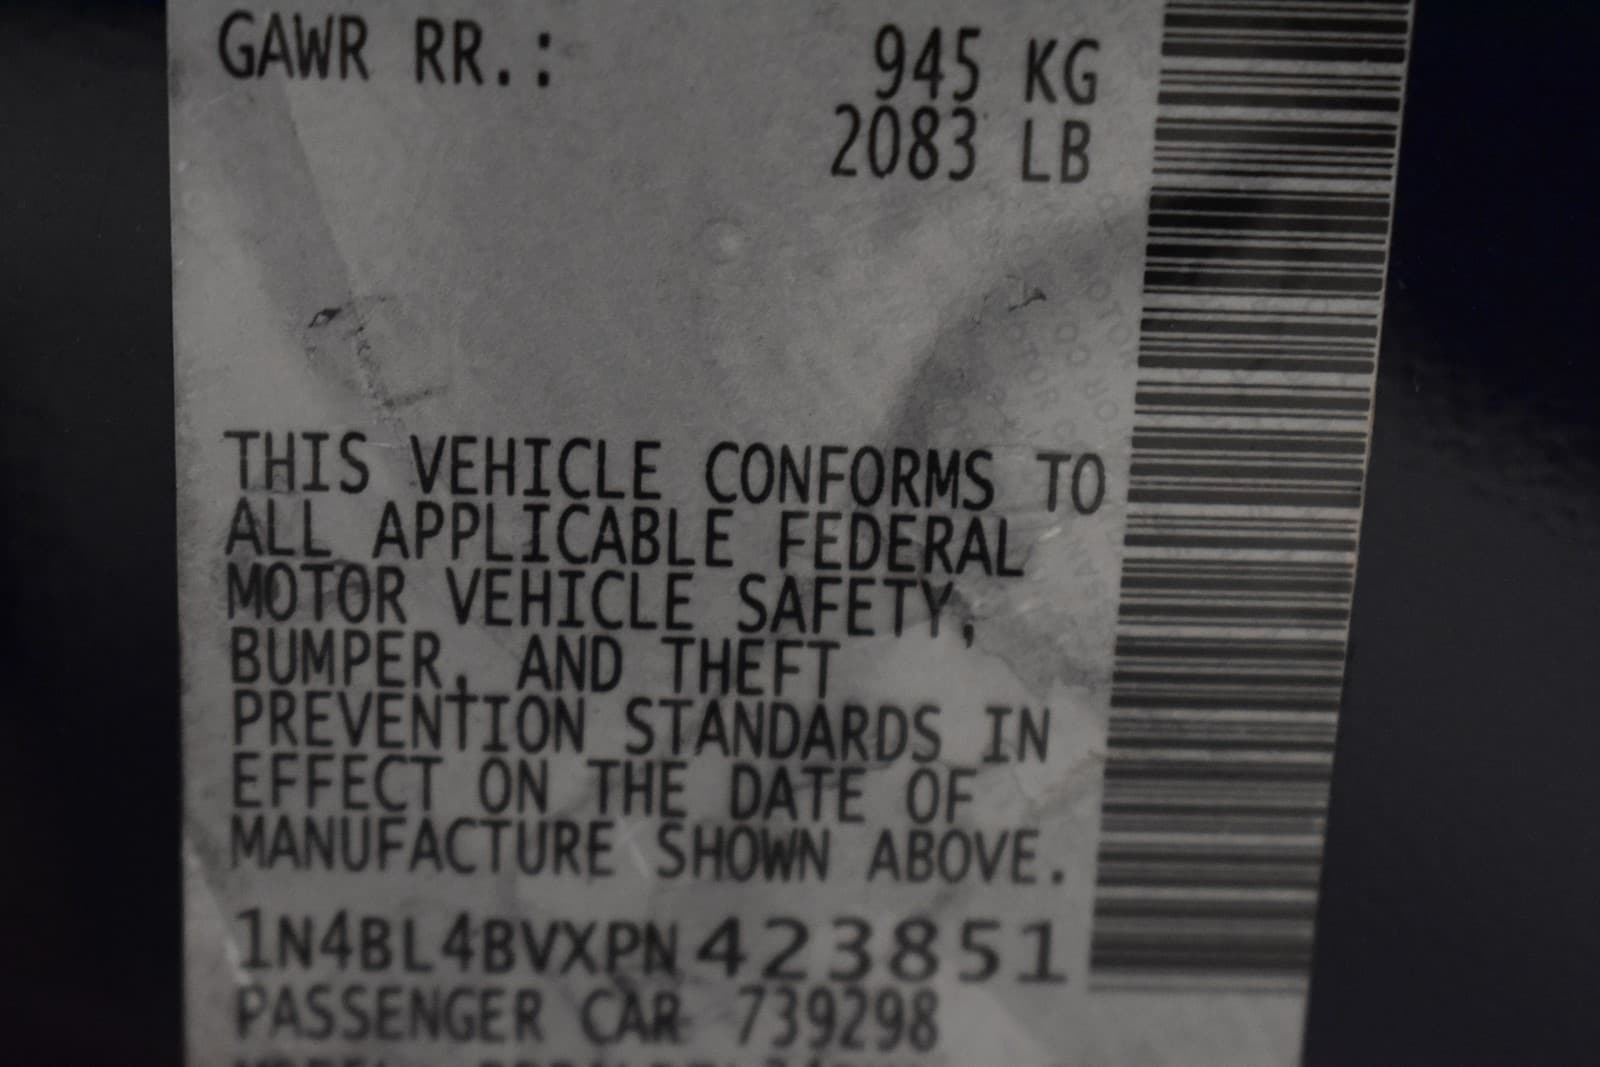 GAWR RR.: 945 KG
2083 LB
THIS VEHICLE CONFORMS TO
ALL APPLICABLE FEDERAL
MOTOR VEHICLE SAFETY,
BUMPER, AND THEFT
PREVENTION STANDARDS IN
EFFECT ON THE DATE OF
MANUFACTURE SHOWN ABOVE.
1N4BL4BVXPN423851
PASSENGER CAR 739298